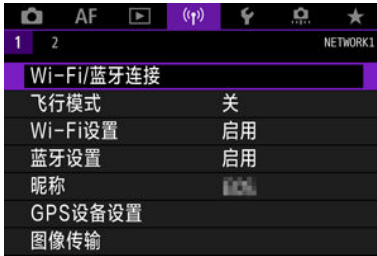 AF
1 2 NETWORK1
Wi-Fi/蓝牙连接
飞行模式 关
Wi-Fi设置 启用
蓝牙设置 启用
昵称
GPS设备设置
图像传输